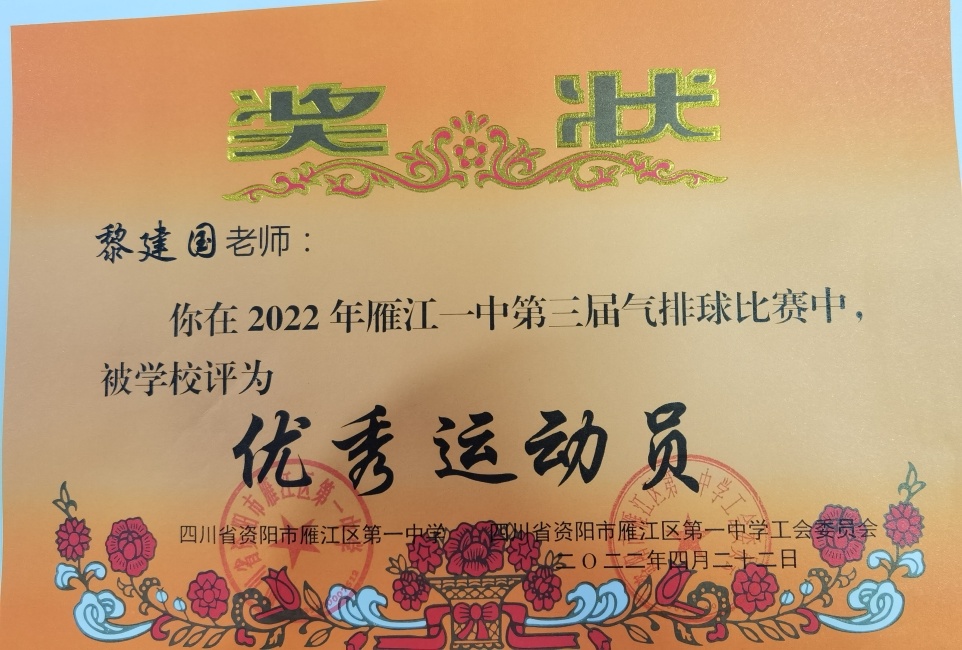 奖状
黎建国老师：
你在2022年雁江一中第三届气排球比赛中，
被学校评为
优秀运动员
四川省资阳市雁江区第一中学 四川省资阳市雁江区第一中学工会委员会
二O二二年四月二十二日